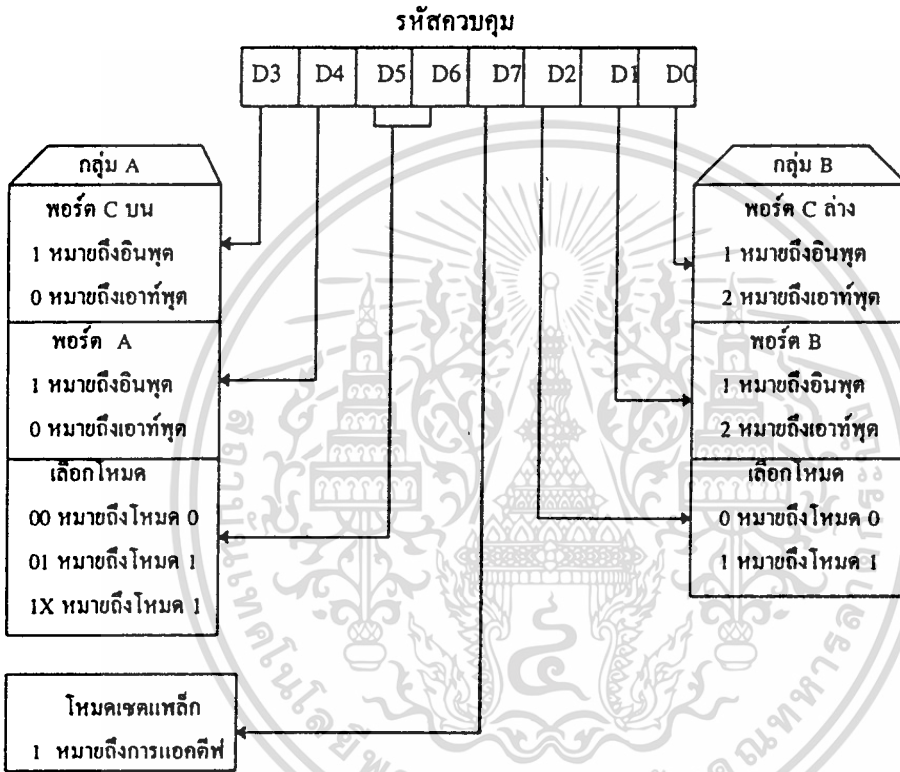 รหัสควบคุม
D3 D4 D5 D6 D7 D2 D1 D0
กลุ่ม A
พอร์ต C บน
1 หมายถึงอินพุต
0 หมายถึงเอาท์พุต
พอร์ต A
1 หมายถึงอินพุต
0 หมายถึงเอาท์พุต
เลือกโหมด
00 หมายถึงโหมด 0
01 หมายถึงโหมด 1
1X หมายถึงโหมด 1
โหมดเซตแฟล็ก
1 หมายถึงการแอคตีฟ
กลุ่ม B
พอร์ต C ล่าง
1 หมายถึงอินพุต
2 หมายถึงเอาท์พุต
พอร์ต B
1 หมายถึงอินพุต
2 หมายถึงเอาท์พุต
เลือกโหมด
0 หมายถึงโหมด 0
1 หมายถึงโหมด 1